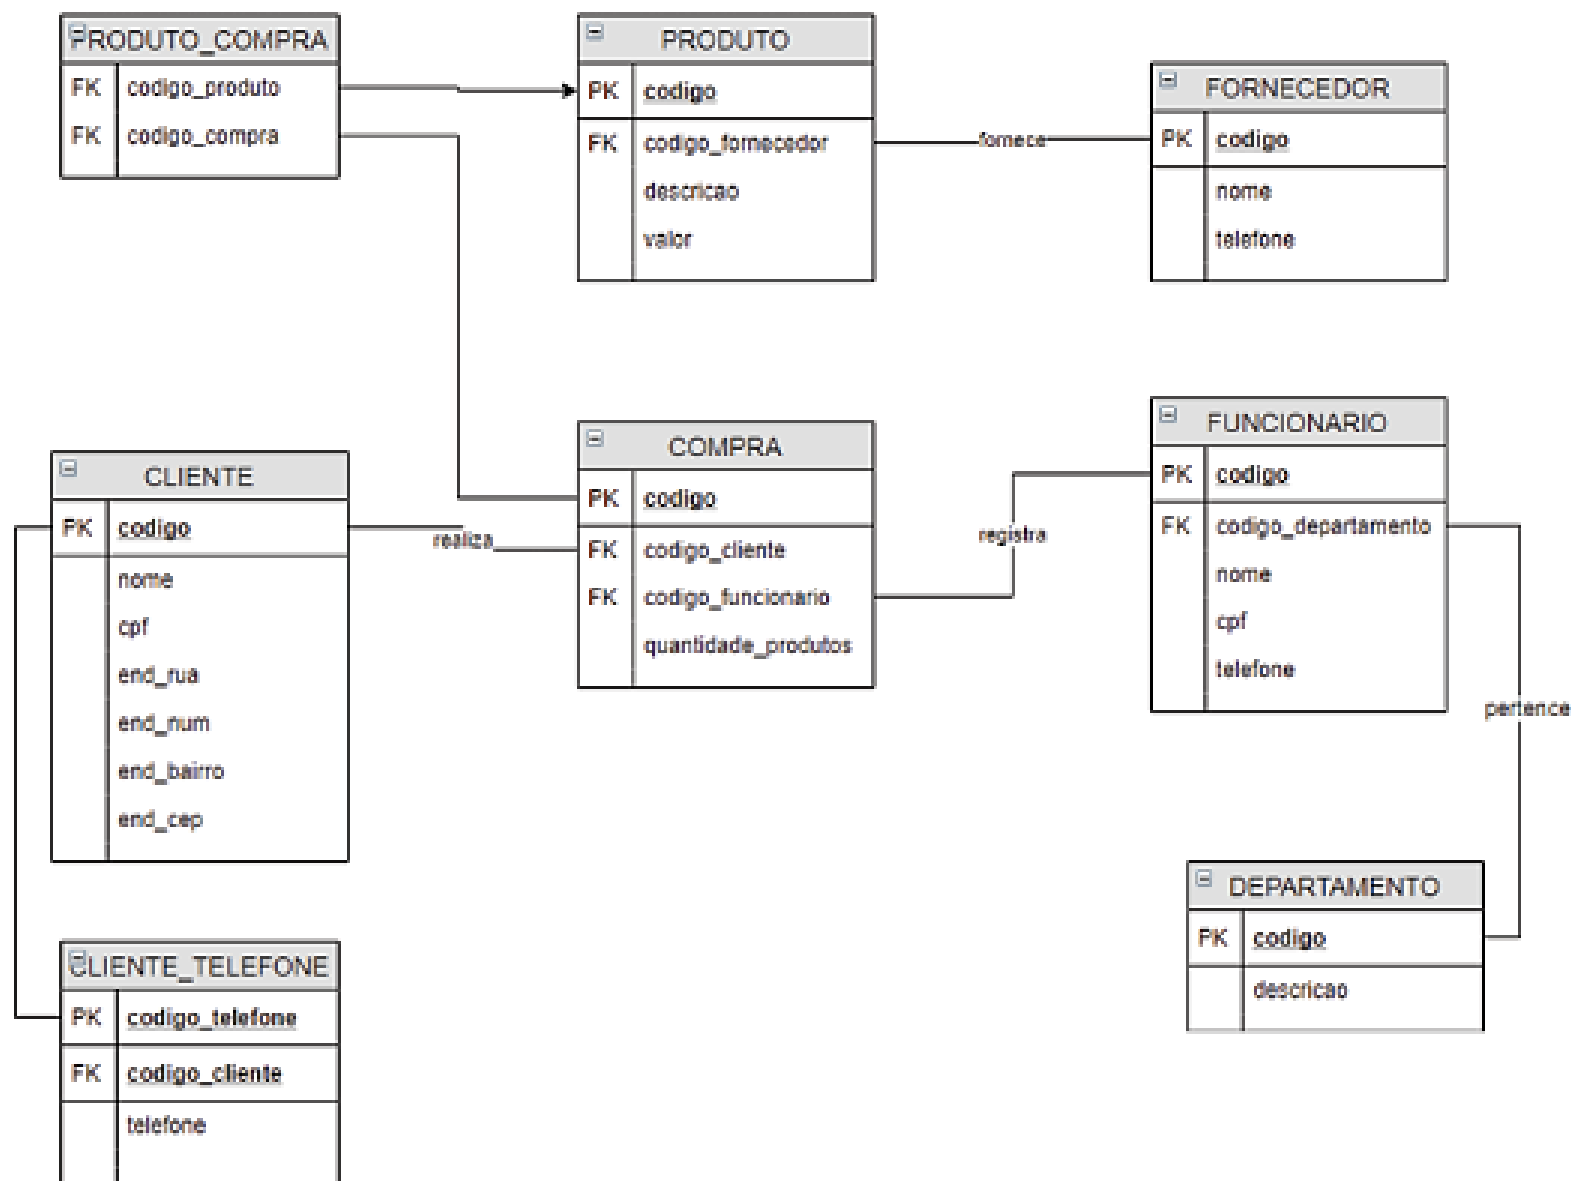 PRODUTO_COMPRA
FK codigo_produto
FK codigo_compra
PRODUTO
PK codigo
FK codigo_fornecedor
descricao
valor
fornece
FORNECEDOR
PK codigo
nome
telefone
CLIENTE
PK codigo
nome
cpf
end_rua
end_num
end_bairro
end_cep
realiza
COMPRA
PK codigo
FK codigo_cliente
FK codigo_funcionario
quantidade_produtos
registra
FUNCIONARIO
PK codigo
FK codigo_departamento
nome
cpf
telefone
pertence
DEPARTAMENTO
PK codigo
descricao
CLIENTE_TELEFONE
PK codigo_telefone
FK codigo_cliente
telefone